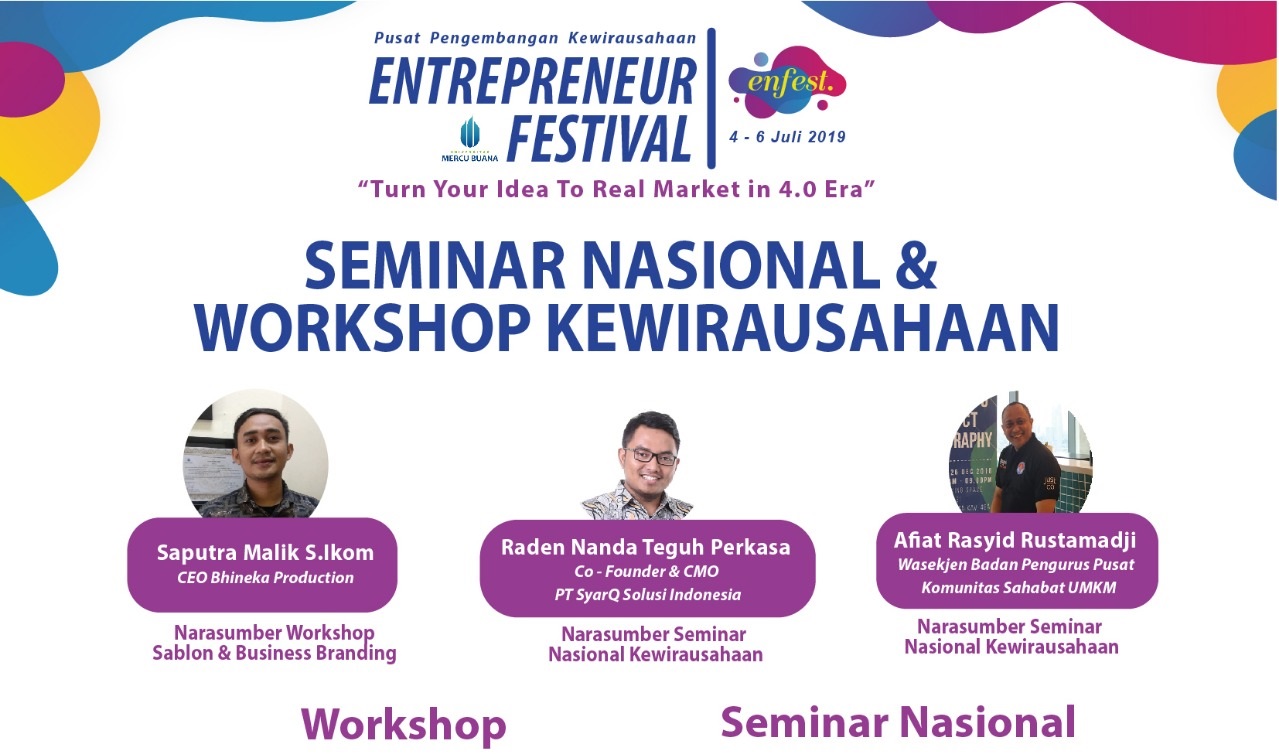 Pusat Pengembangan Kewirausahaan
ENTREPRENEUR
FESTIVAL
UNIVERSITAS
MERCU BUANA
enfest.
4 - 6 Juli 2019
“Turn Your Idea To Real Market in 4.0 Era”
SEMINAR NASIONAL &
WORKSHOP KEWIRAUSAHAAN
CT
RAPHY
Saputra Malik S.Ikom
CEO Bhineka Production
Narasumber Workshop
Sablon & Business Branding
Raden Nanda Teguh Perkasa
Co - Founder & CMO
PT SyarQ Solusi Indonesia
Narasumber Seminar
Nasional Kewirausahaan
Afiat Rasyid Rustamadji
Wasekjen Badan Pengurus Pusat
Komunitas Sahabat UMKM
Narasumber Seminar
Nasional Kewirausahaan
Workshop
Seminar Nasional